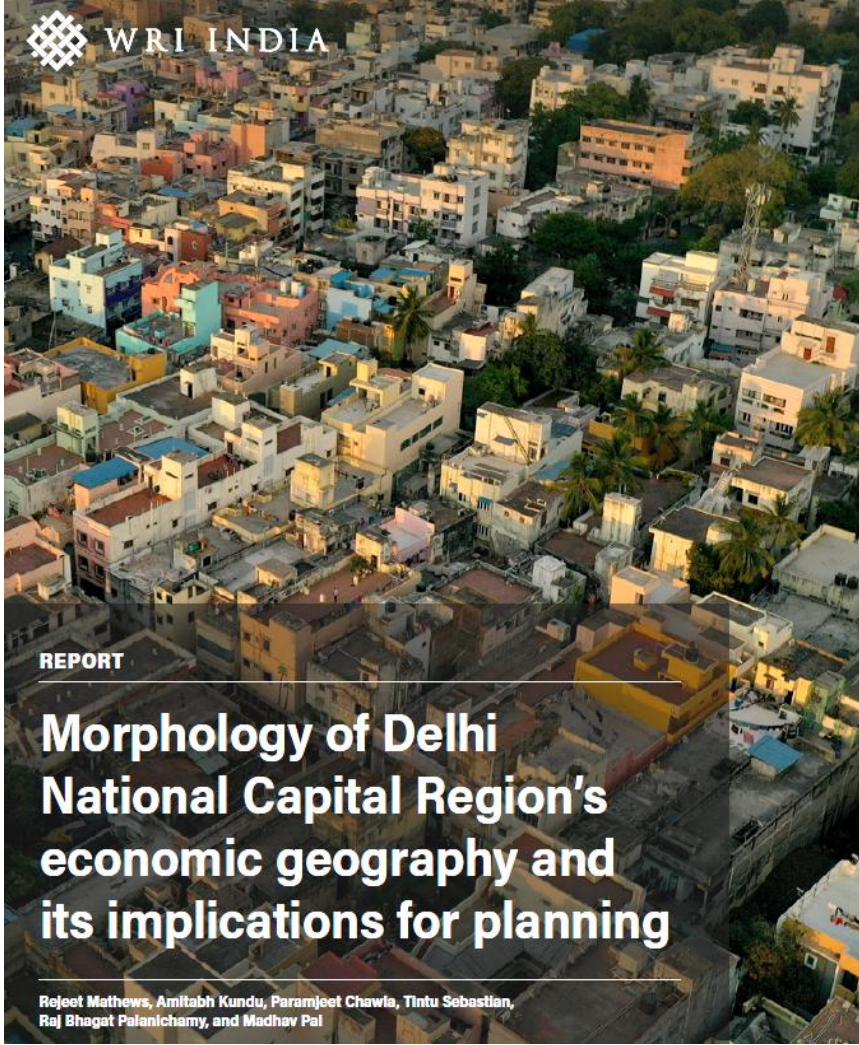 WRI INDIA
REPORT
Morphology of Delhi
National Capital Region's
economic geography and
its implications for planning
Rejeet Mathews, Amitabh Kundu, Paramjeet Chawla, Tintu Sebastian,
Raj Bhagat Palanichamy, and Madhav Pai